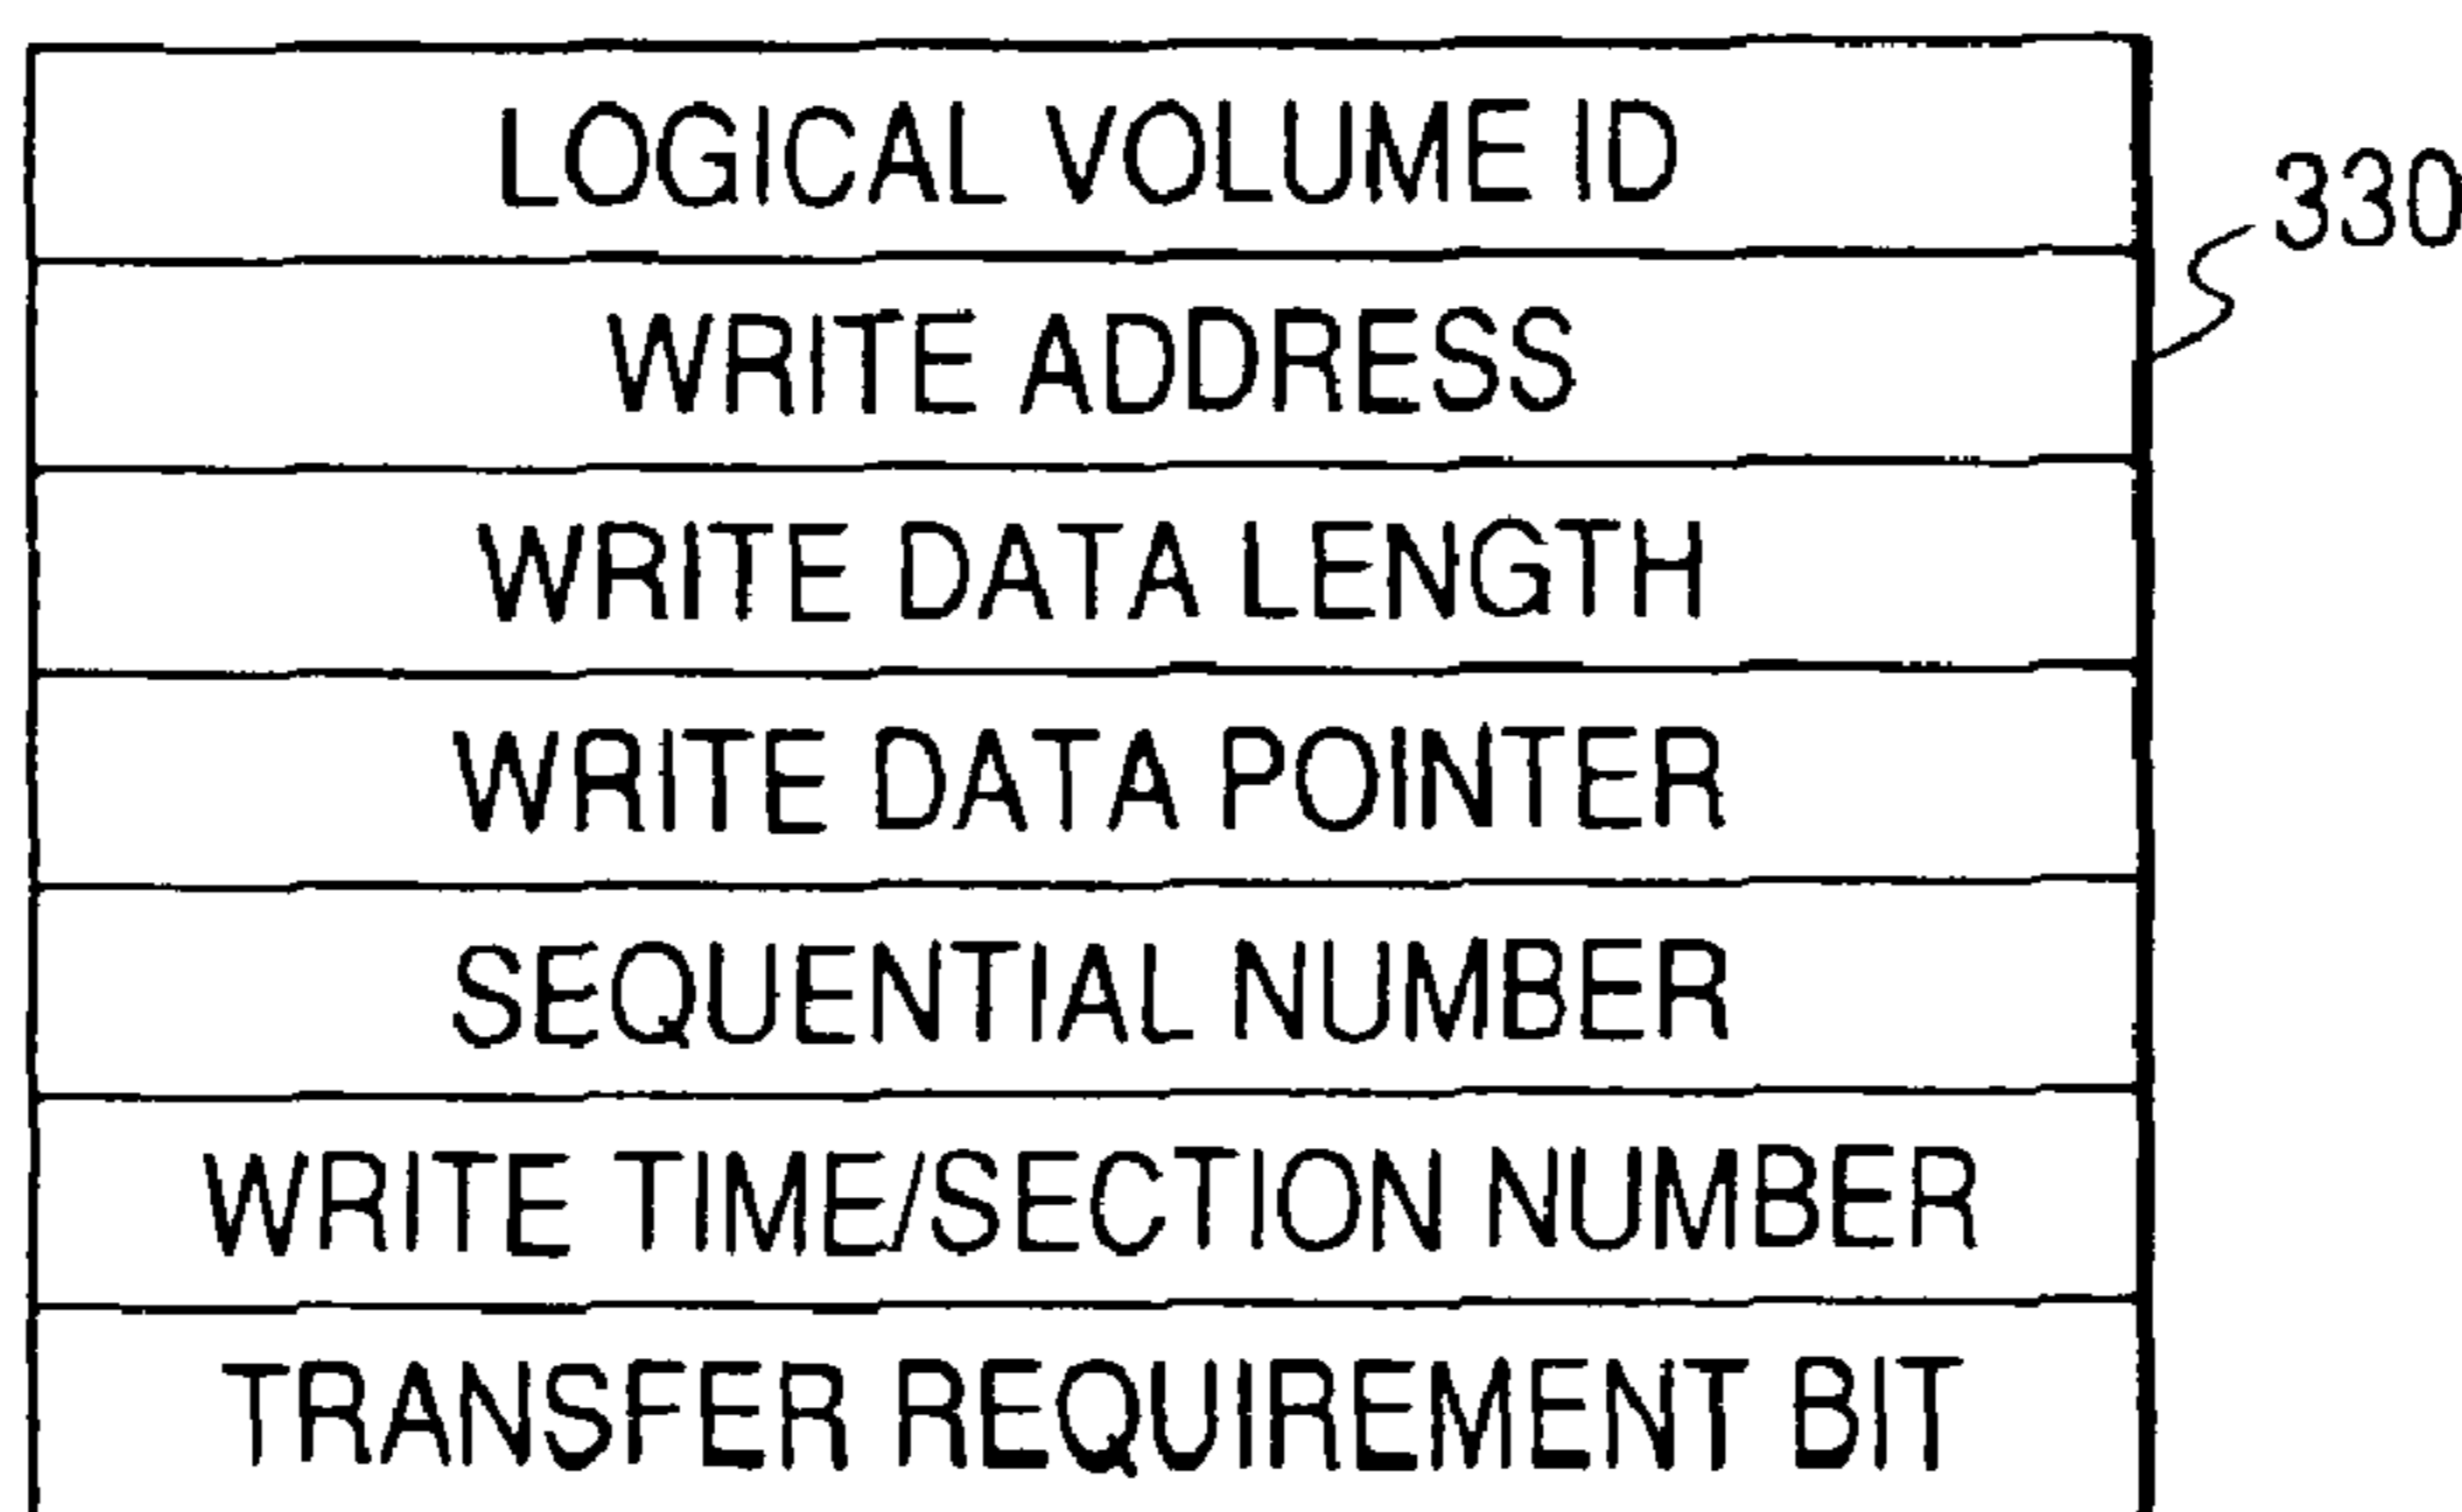 LOGICAL VOLUME ID
330
WRITE ADDRESS
WRITE DATA LENGTH
WRITE DATA POINTER
SEQUENTIAL NUMBER
WRITE TIME/SECTION NUMBER
TRANSFER REQUIREMENT BIT